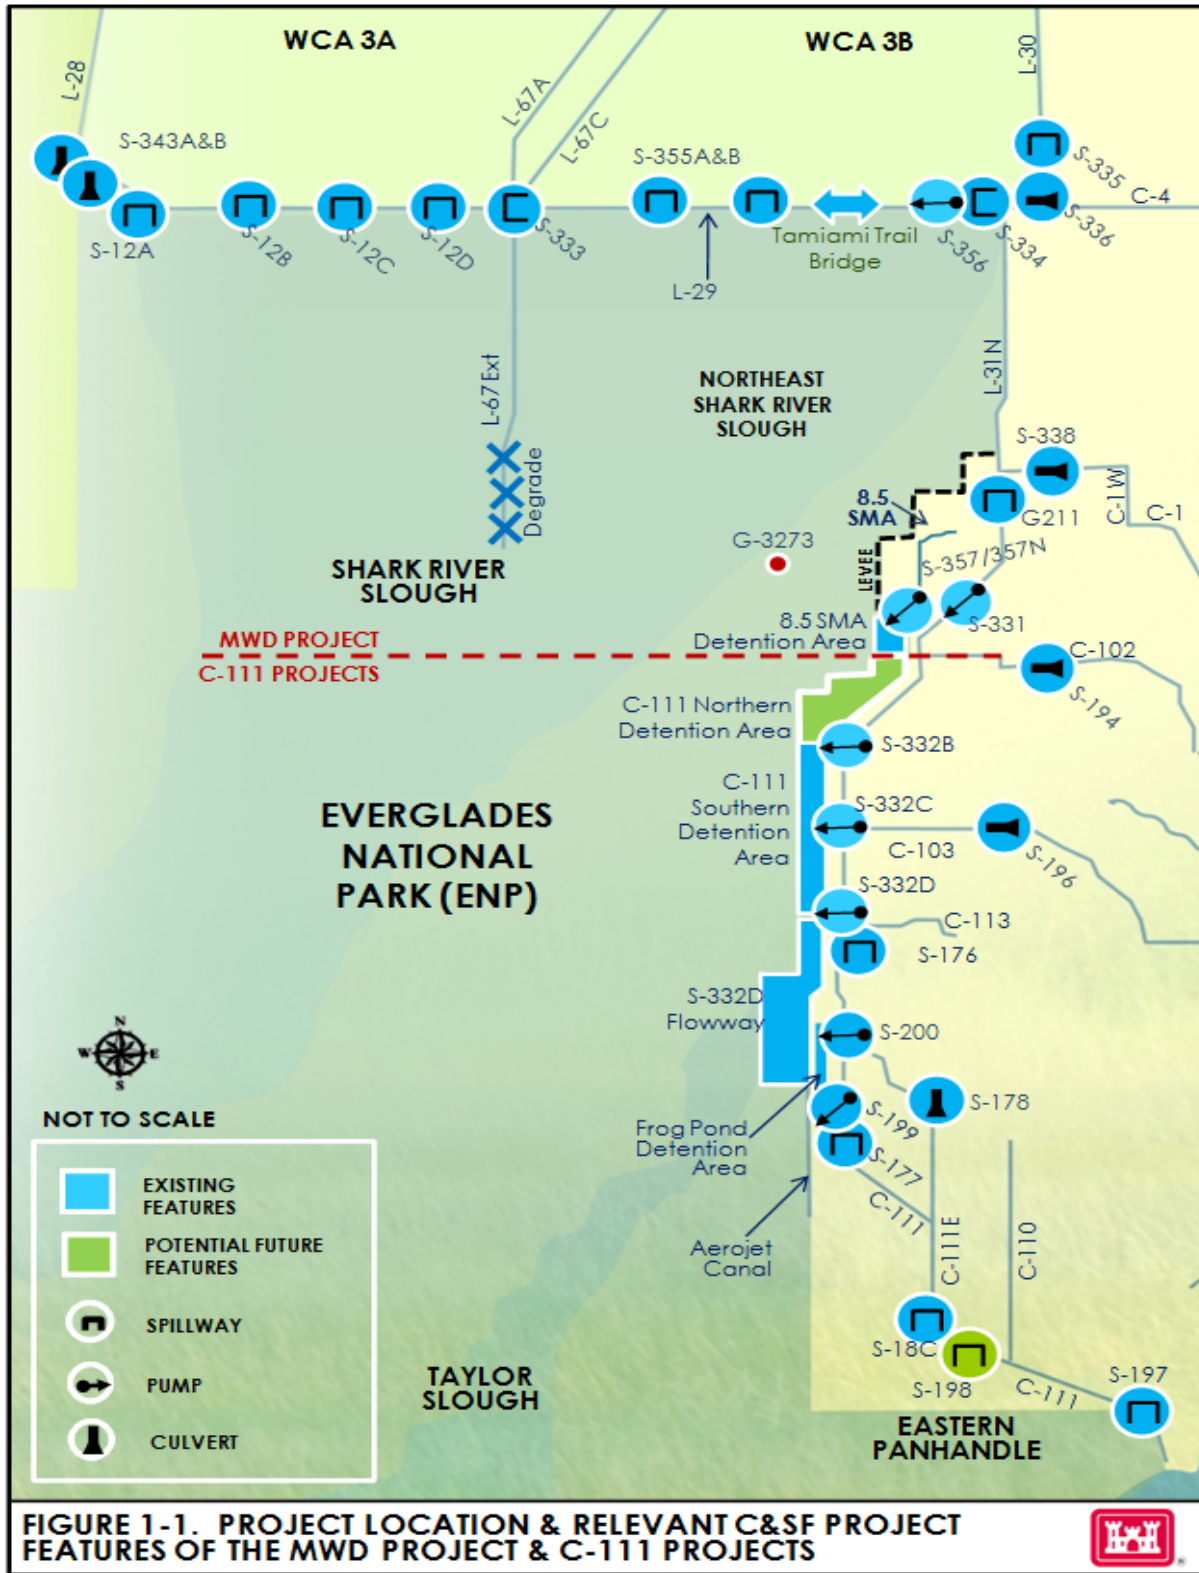 WCA 3A
WCA 3B
L-28
L-67A
L-67C
L-30
S-343A&B
S-355A&B
S-335
C-4
S-336
S-12A
S-12B
S-12C
S-12D
S-333
Tamiami Trail
Bridge
S-356
S-334
L-29
L-67 Ext
Degrade
NORTHEAST
SHARK RIVER
SLOUGH
L-31N
S-338
C-1W
C-1
8.5
SMA
G211
G-3273
LEVEE
S-357/357N
SHARK RIVER
SLOUGH
8.5 SMA
Detention Area
S-331
MWD PROJECT
C-111 PROJECTS
C-102
S-194
C-111 Northern
Detention Area
S-332B
C-111
Southern
Detention
Area
S-332C
C-103
S-196
EVERGLADES
NATIONAL
PARK (ENP)
S-332D
C-113
S-176
S-332D
Flowway
S-200
S-178
Frog Pond
Detention
Area
S-199
S-177
C-111
C-111E
C-110
Aerojet
Canal
N
W
E
S
NOT TO SCALE
EXISTING
FEATURES
POTENTIAL FUTURE
FEATURES
SPILLWAY
PUMP
CULVERT
TAYLOR
SLOUGH
S-18C
S-198
C-111
S-197
EASTERN
PANHANDLE
FIGURE 1-1. PROJECT LOCATION & RELEVANT C&SF PROJECT
FEATURES OF THE MWD PROJECT & C-111 PROJECTS
®